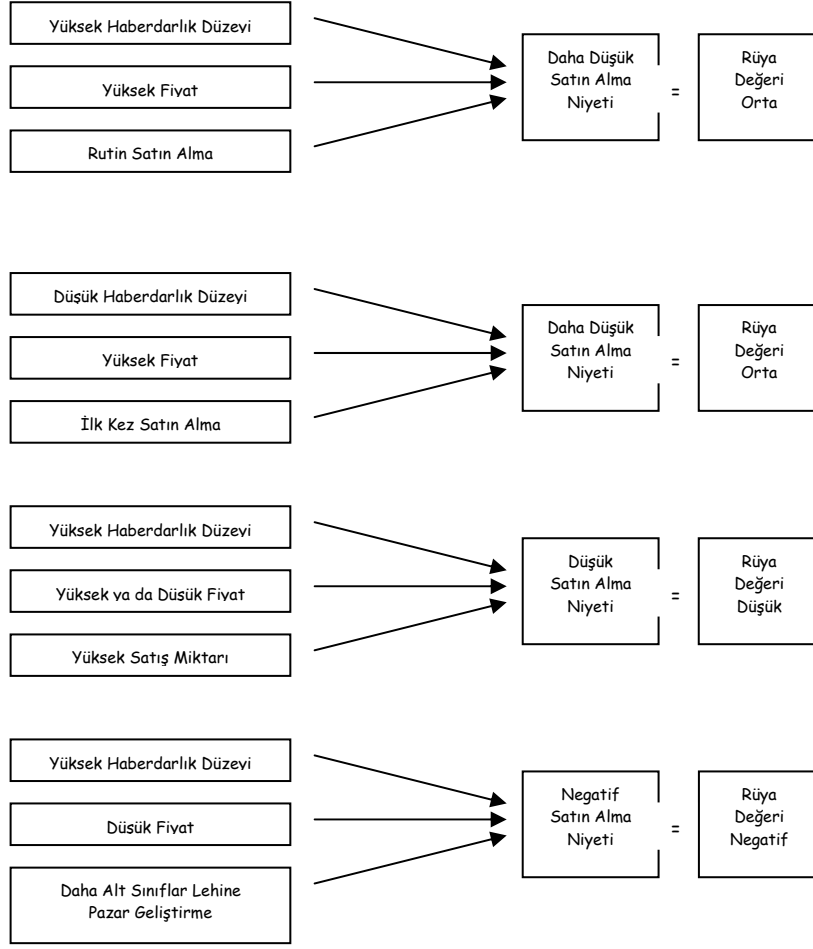 Yüksek Haberdarlık Düzeyi
Yüksek Fiyat
Rutin Satın Alma
Daha Düşük
Satın Alma
Niyeti
=
Rüya
Değeri
Orta
Düşük Haberdarlık Düzeyi
Yüksek Fiyat
İlk Kez Satın Alma
Daha Düşük
Satın Alma
Niyeti
=
Rüya
Değeri
Orta
Yüksek Haberdarlık Düzeyi
Yüksek ya da Düşük Fiyat
Yüksek Satış Miktarı
Düşük
Satın Alma
Niyeti
=
Rüya
Değeri
Düşük
Yüksek Haberdarlık Düzeyi
Düşük Fiyat
Daha Alt Sınıflar Lehine
Pazar Geliştirme
Negatif
Satın Alma
Niyeti
=
Rüya
Değeri
Negatif